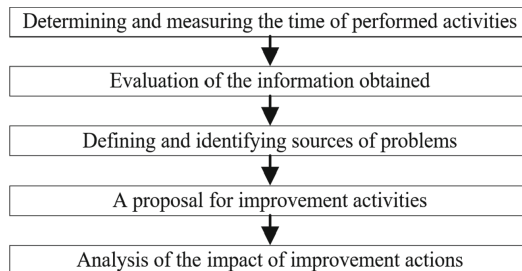 Determining and measuring the time of performed activities
Evaluation of the information obtained
Defining and identifying sources of problems
A proposal for improvement activities
Analysis of the impact of improvement actions